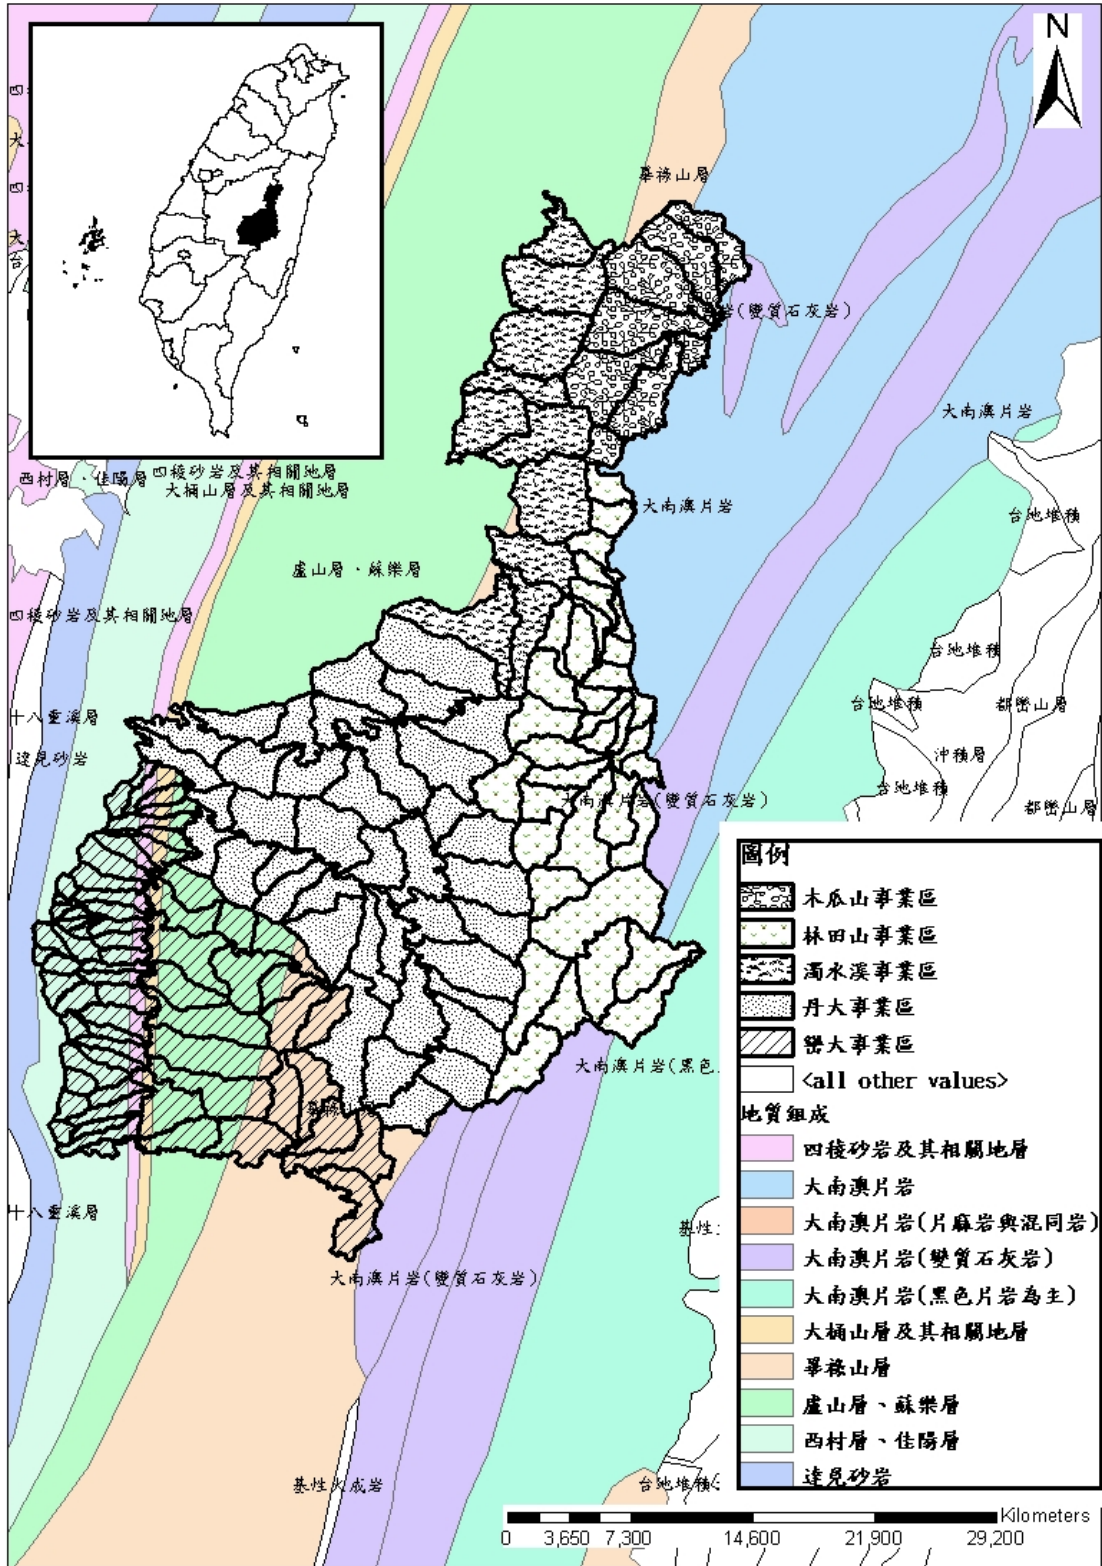 N
畢祿山層
岩(變質石灰岩)
大南澳片岩
西村層、佳陽層
四稜砂岩及其相關地層
大桶山層及其相關地層
大南澳片岩
台地堆積
盧山層、蘇樂層
四稜砂岩及其相關地層
台地堆積
台地堆積
都巒山層
十八重溪層
達見砂岩
沖積層
台地堆積
大南澳片岩(變質石灰岩)
都巒山層
圖例
木瓜山事業區
林田山事業區
濁水溪事業區
丹大事業區
巒大事業區
<all other values>
地質組成
四稜砂岩及其相關地層
大南澳片岩
大南澳片岩(片麻岩與混同岩)
大南澳片岩(變質石灰岩)
大南澳片岩(黑色片岩為主)
大桶山層及其相關地層
畢祿山層
盧山層、蘇樂層
西村層、佳陽層
達見砂岩
大南澳片岩(黑色
畢祿山層
十八重溪層
基性
大南澳片岩(變質石灰岩)
基性火成岩
台地堆積
Kilometers
0 3,650 7,300 14,600 21,900 29,200